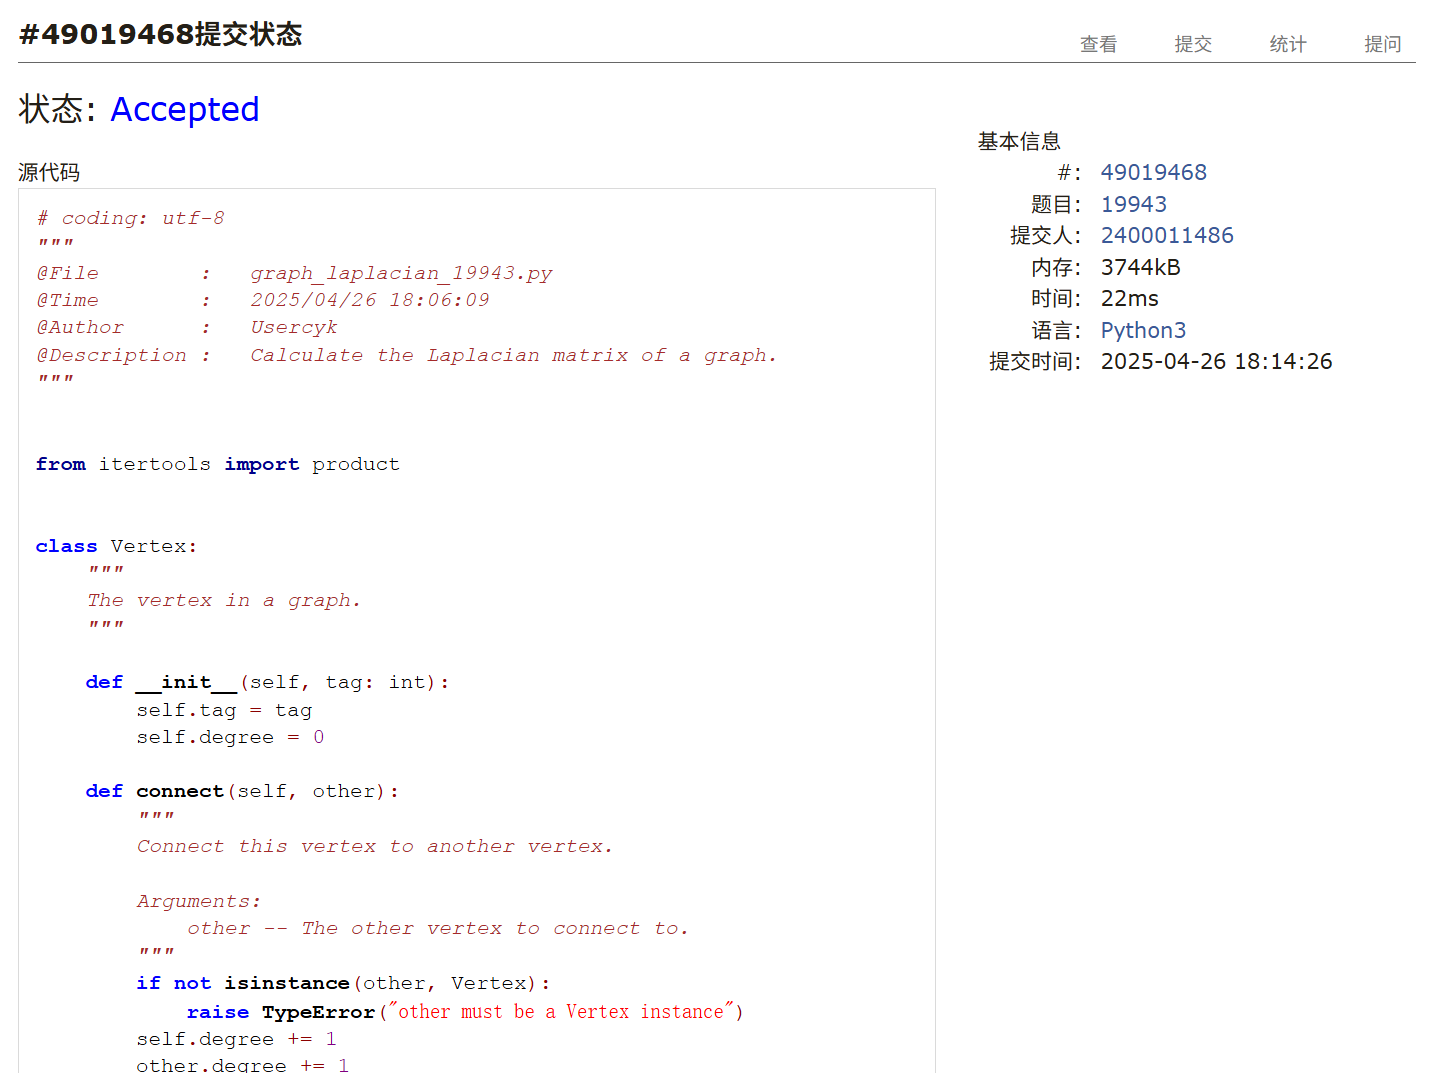 #49019468提交状态
查看 提交 统计 提问
状态: Accepted
源代码
# coding: utf-8
"""
@File        :   graph_laplacian_19943.py
@Time        :   2025/04/26 18:06:09
@Author      :   Usercyk
@Description :   Calculate the Laplacian matrix of a graph.
"""
from itertools import product
class Vertex:
    """
    The vertex in a graph.
    """
    def __init__(self, tag: int):
        self.tag = tag
        self.degree = 0
    def connect(self, other):
        """
        Connect this vertex to another vertex.
        Arguments:
            other -- The other vertex to connect to.
        """
        if not isinstance(other, Vertex):
            raise TypeError("other must be a Vertex instance")
        self.degree += 1
        other.degree += 1
基本信息
#: 49019468
题目: 19943
提交人: 2400011486
内存: 3744kB
时间: 22ms
语言: Python3
提交时间: 2025-04-26 18:14:26